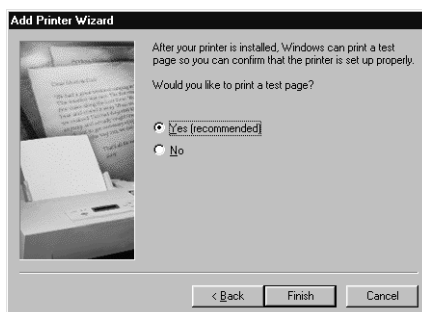 Add Printer Wizard
After your printer is installed, Windows can print a test
page so you can confirm that the printer is set up properly.
Would you like to print a test page?
Yes (recommended)
No
< Back
Finish
Cancel